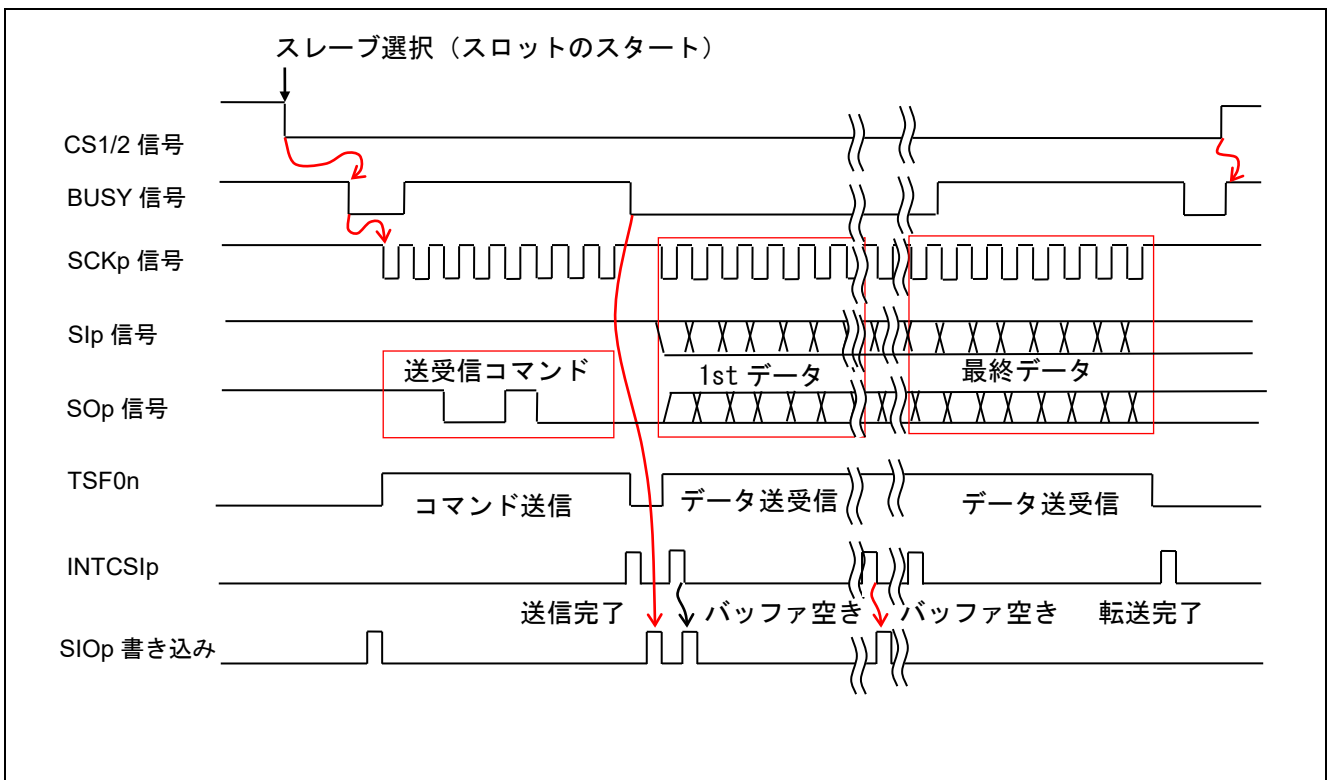 スレーブ選択（スロットのスタート）
CS1/2 信号
BUSY 信号
SCKp 信号
SIp 信号
送受信コマンド
1st データ
最終データ
SOp 信号
TSF0n
コマンド送信
データ送受信
データ送受信
INTCSIp
送信完了
バッファ空き
バッファ空き
転送完了
SIOp 書き込み